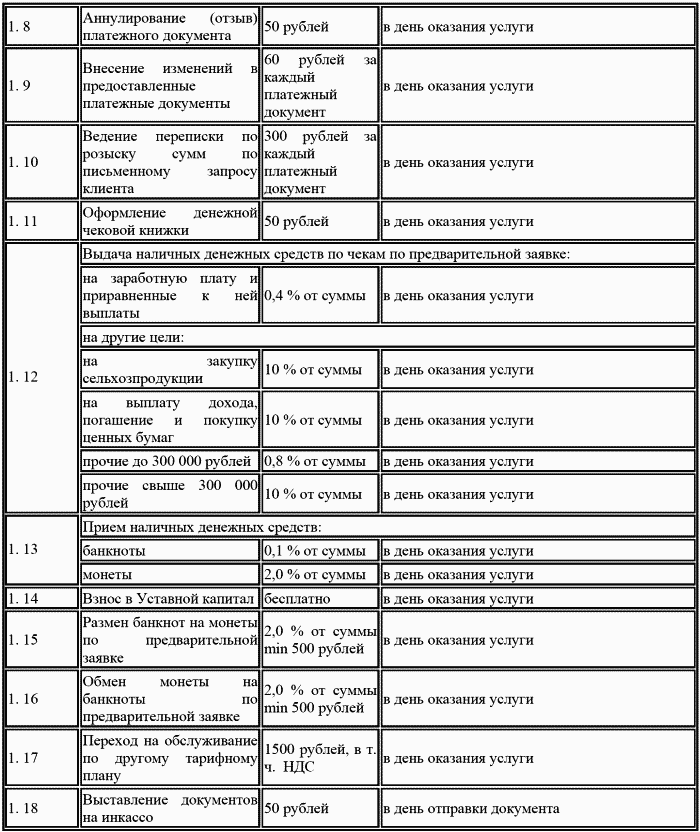 1. 8
Аннулирование (отзыв)
платежного документа
50 рублей
в день оказания услуги
1. 9
Внесение изменений в
предоставленные
платежные документы
60 рублей за
каждый
платежный
документ
в день оказания услуги
1. 10
Ведение переписки по
розыску сумм по
письменному запросу
клиента
300 рублей за
каждый
платежный
документ
в день оказания услуги
1. 11
Оформление денежной
чековой книжки
50 рублей
в день оказания услуги
1. 12
Выдача наличных денежных средств по чекам по предварительной заявке:
на заработную плату и
приравненные к ней
выплаты
0,4 % от суммы
в день оказания услуги
на другие цели:
на закупку
сельхозпродукции
10 % от суммы
в день оказания услуги
на выплату дохода,
погашение и покупку
ценных бумаг
10 % от суммы
в день оказания услуги
прочие до 300 000 рублей
0,8 % от суммы
в день оказания услуги
прочие свыше 300 000
рублей
10 % от суммы
в день оказания услуги
1. 13
Прием наличных денежных средств:
банкноты
0,1 % от суммы
в день оказания услуги
монеты
2,0 % от суммы
в день оказания услуги
1. 14
Взнос в Уставной капитал
бесплатно
в день оказания услуги
1. 15
Размен банкнот на монеты
по предварительной
заявке
2,0 % от суммы
min 500 рублей
в день оказания услуги
1. 16
Обмен монеты на
банкноты по
предварительной заявке
2,0 % от суммы
min 500 рублей
в день оказания услуги
1. 17
Переход на обслуживание
по другому тарифному
плану
1500 рублей, в т.
ч. НДС
в день оказания услуги
1. 18
Выставление документов
на инкассо
50 рублей
в день отправки документа